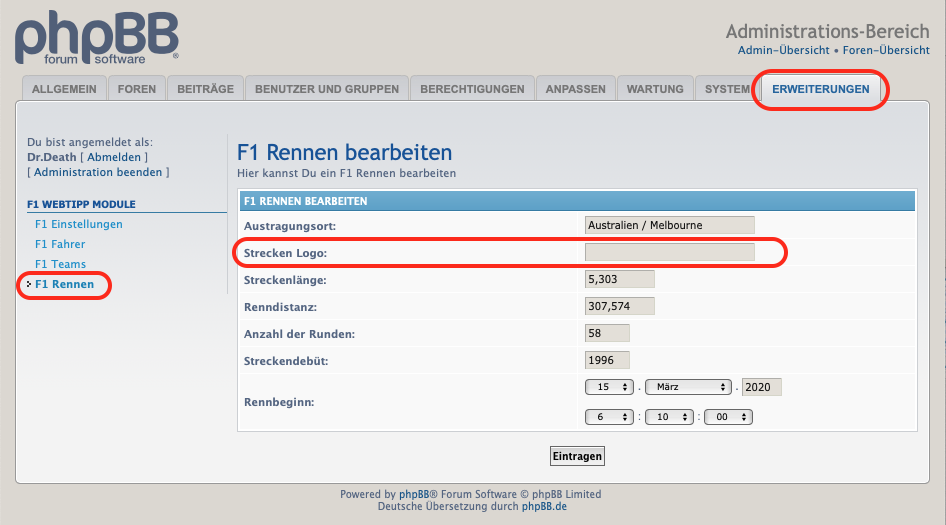 phpBB®
forum software
Administrations-Bereich
Admin-Übersicht • Foren-Übersicht
ALLGEMEIN FOREN BEITRÄGE BENUTZER UND GRUPPEN BERECHTIGUNGEN ANPASSEN WARTUNG SYSTEM ERWEITERUNGEN
Du bist angemeldet als:
Dr.Death [ Abmelden ]
[ Administration beenden ]
F1 WEBTIPP MODULE
F1 Einstellungen
F1 Fahrer
F1 Teams
F1 Rennen
F1 Rennen bearbeiten
Hier kannst Du ein F1 Rennen bearbeiten
F1 RENNEN BEARBEITEN
Austragungsort: Australien / Melbourne
Strecken Logo:
Streckenlänge: 5,303
Renndistanz: 307,574
Anzahl der Runden: 58
Streckendebüt: 1996
Rennbeginn: 15 . März . 2020
6 : 10 : 00
Eintragen
Powered by phpBB® Forum Software © phpBB Limited
Deutsche Übersetzung durch phpBB.de